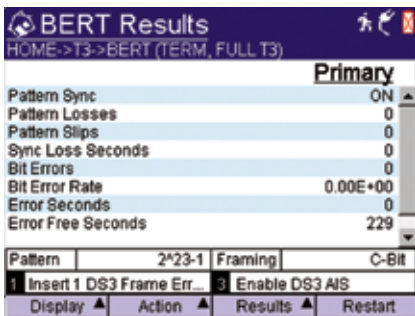 BERT Results
HOME->T3->BERT (TERM, FULL T3)
Primary
Pattern Sync ON
Pattern Losses 0
Pattern Slips 0
Sync Loss Seconds 0
Bit Errors 0
Bit Error Rate 0.00E+00
Error Seconds 0
Error Free Seconds 229
Pattern 2^23-1 Framing C-Bit
1 Insert 1 DS3 Frame Err... 3 Enable DS3 AIS
Display Action Results Restart